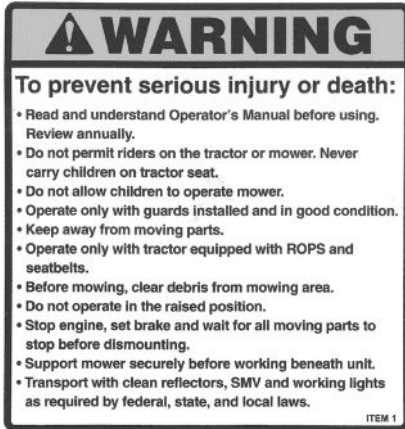 WARNING
To prevent serious injury or death:
• Read and understand Operator's Manual before using.
Review annually.
• Do not permit riders on the tractor or mower. Never
carry children on tractor seat.
• Do not allow children to operate mower.
• Operate only with guards installed and in good condition.
• Keep away from moving parts.
• Operate only with tractor equipped with ROPS and
seatbelts.
• Before mowing, clear debris from mowing area.
• Do not operate in the raised position.
• Stop engine, set brake and wait for all moving parts to
stop before dismounting.
• Support mower securely before working beneath unit.
• Transport with clean reflectors, SMV and working lights
as required by federal, state, and local laws.
ITEM 1